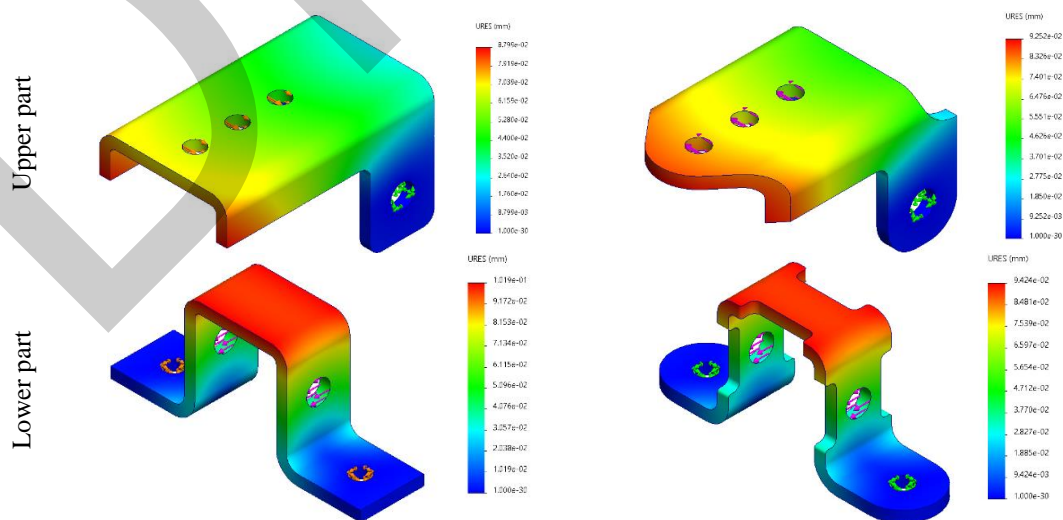 Upper part
URES (mm)
8.799e-02
7.919e-02
7.039e-02
6.159e-02
5.280e-02
4.400e-02
3.520e-02
2.640e-02
1.760e-02
8.799e-03
1.000e-30
URES (mm)
9.252e-02
8.326e-02
7.401e-02
6.476e-02
5.551e-02
4.626e-02
3.701e-02
2.775e-02
1.850e-02
9.252e-03
1.000e-30
Lower part
URES (mm)
1.019e-01
9.172e-02
8.153e-02
7.134e-02
6.115e-02
5.096e-02
4.076e-02
3.057e-02
2.038e-02
1.019e-02
1.000e-30
URES (mm)
9.424e-02
8.481e-02
7.539e-02
6.597e-02
5.654e-02
4.712e-02
3.770e-02
2.827e-02
1.885e-02
9.424e-03
1.000e-30